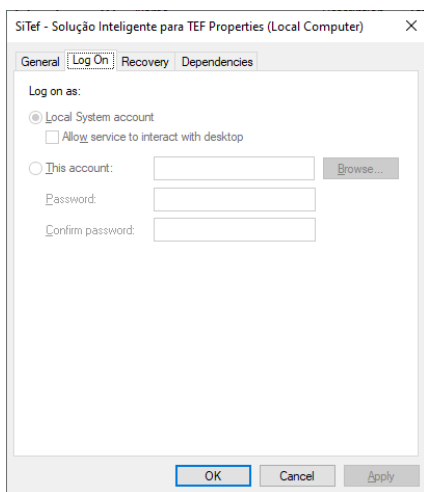 SiTef - Solução Inteligente para TEF Properties (Local Computer)
General Log On Recovery Dependencies
Log on as:
Local System account
Allow service to interact with desktop
This account:
Browse...
Password:
Confirm password:
OK Cancel Apply